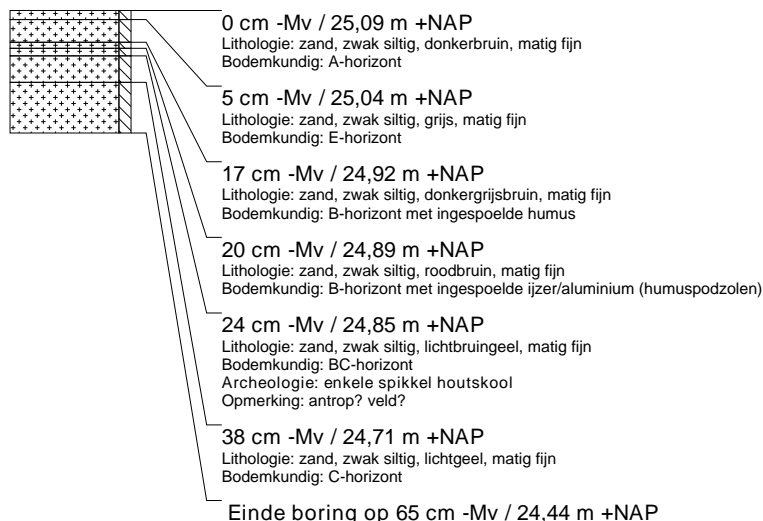 0 cm -Mv / 25,09 m +NAP
Lithologie: zand, zwak siltig, donkerbruin, matig fijn
Bodemkundig: A-horizont
5 cm -Mv / 25,04 m +NAP
Lithologie: zand, zwak siltig, grijs, matig fijn
Bodemkundig: E-horizont
17 cm -Mv / 24,92 m +NAP
Lithologie: zand, zwak siltig, donkergrijsbruin, matig fijn
Bodemkundig: B-horizont met ingespoelde humus
20 cm -Mv / 24,89 m +NAP
Lithologie: zand, zwak siltig, roodbruin, matig fijn
Bodemkundig: B-horizont met ingespoelde ijzer/aluminium (humuspodzolen)
24 cm -Mv / 24,85 m +NAP
Lithologie: zand, zwak siltig, lichtbruingeel, matig fijn
Bodemkundig: BC-horizont
Archeologie: enkele spikkel houtskool
Opmerking: antrop? veld?
38 cm -Mv / 24,71 m +NAP
Lithologie: zand, zwak siltig, lichtgeel, matig fijn
Bodemkundig: C-horizont
Einde boring op 65 cm -Mv / 24,44 m +NAP